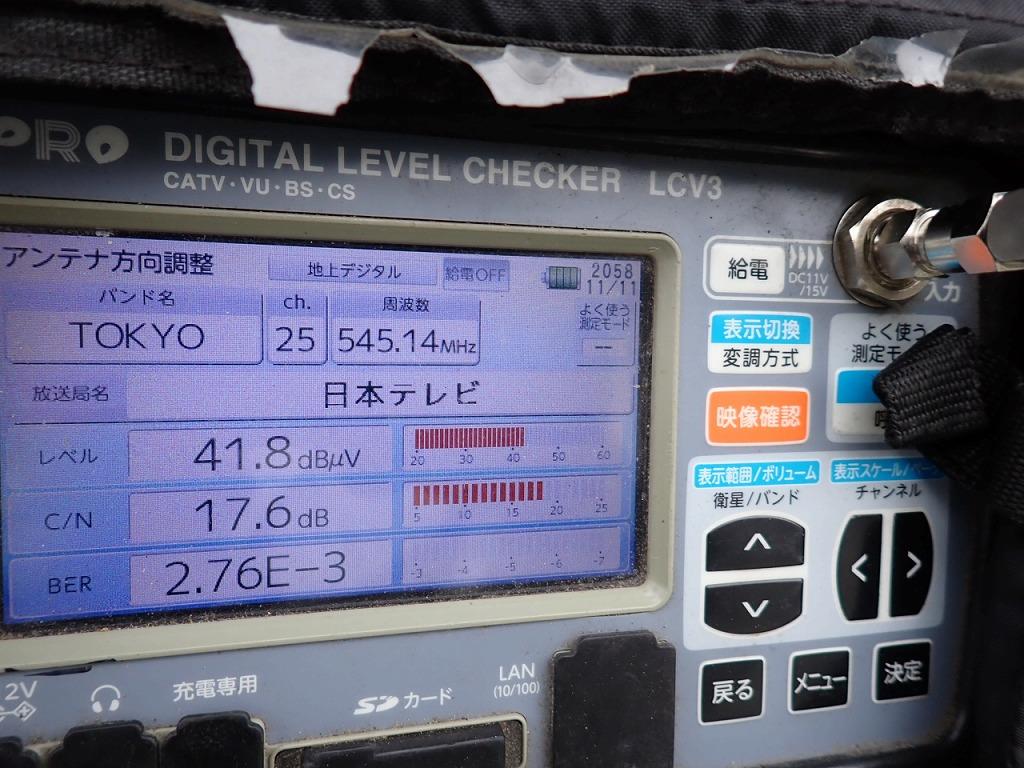 PRO DIGITAL LEVEL CHECKER LCV3
CATV・VU・BS・CS
アンテナ方向調整
地上デジタル
給電OFF
2058
11/11
バンド名
ch.
周波数
よく使う
測定モード
TOKYO
25
545.14MHz
--
放送局名
日本テレビ
レベル
41.8dBμV
20 30 40 50 60
C/N
17.6dB
5 10 15 20 25
BER
2.76E-3
-3 -4 -5 -6 -7
給電
DC11V
/15V
入力
表示切換
変調方式
よく使う
映像確認
表示範囲/ボリューム
衛星/バンド
表示スケール/
チャンネル
戻る
メニュー
決定
2V
充電専用
SDカード
LAN
(10/100)